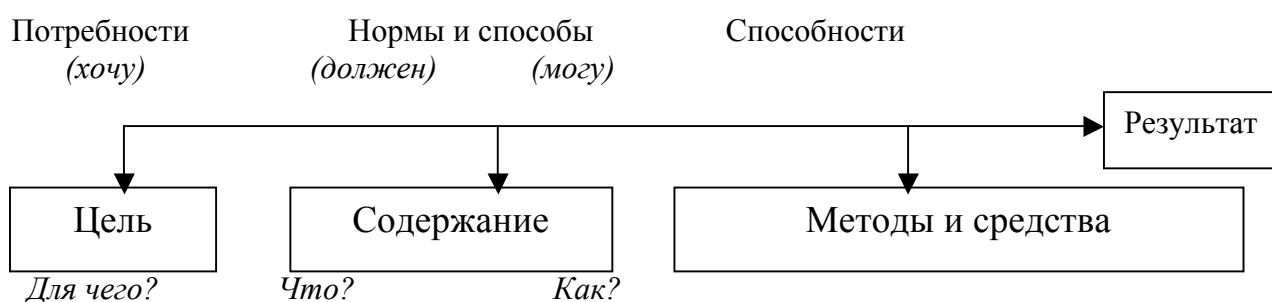 Потребности Нормы и способы Способности
(хочу) (должен) (могу)
Результат
Цель Содержание Методы и средства
Для чего? Что? Как?